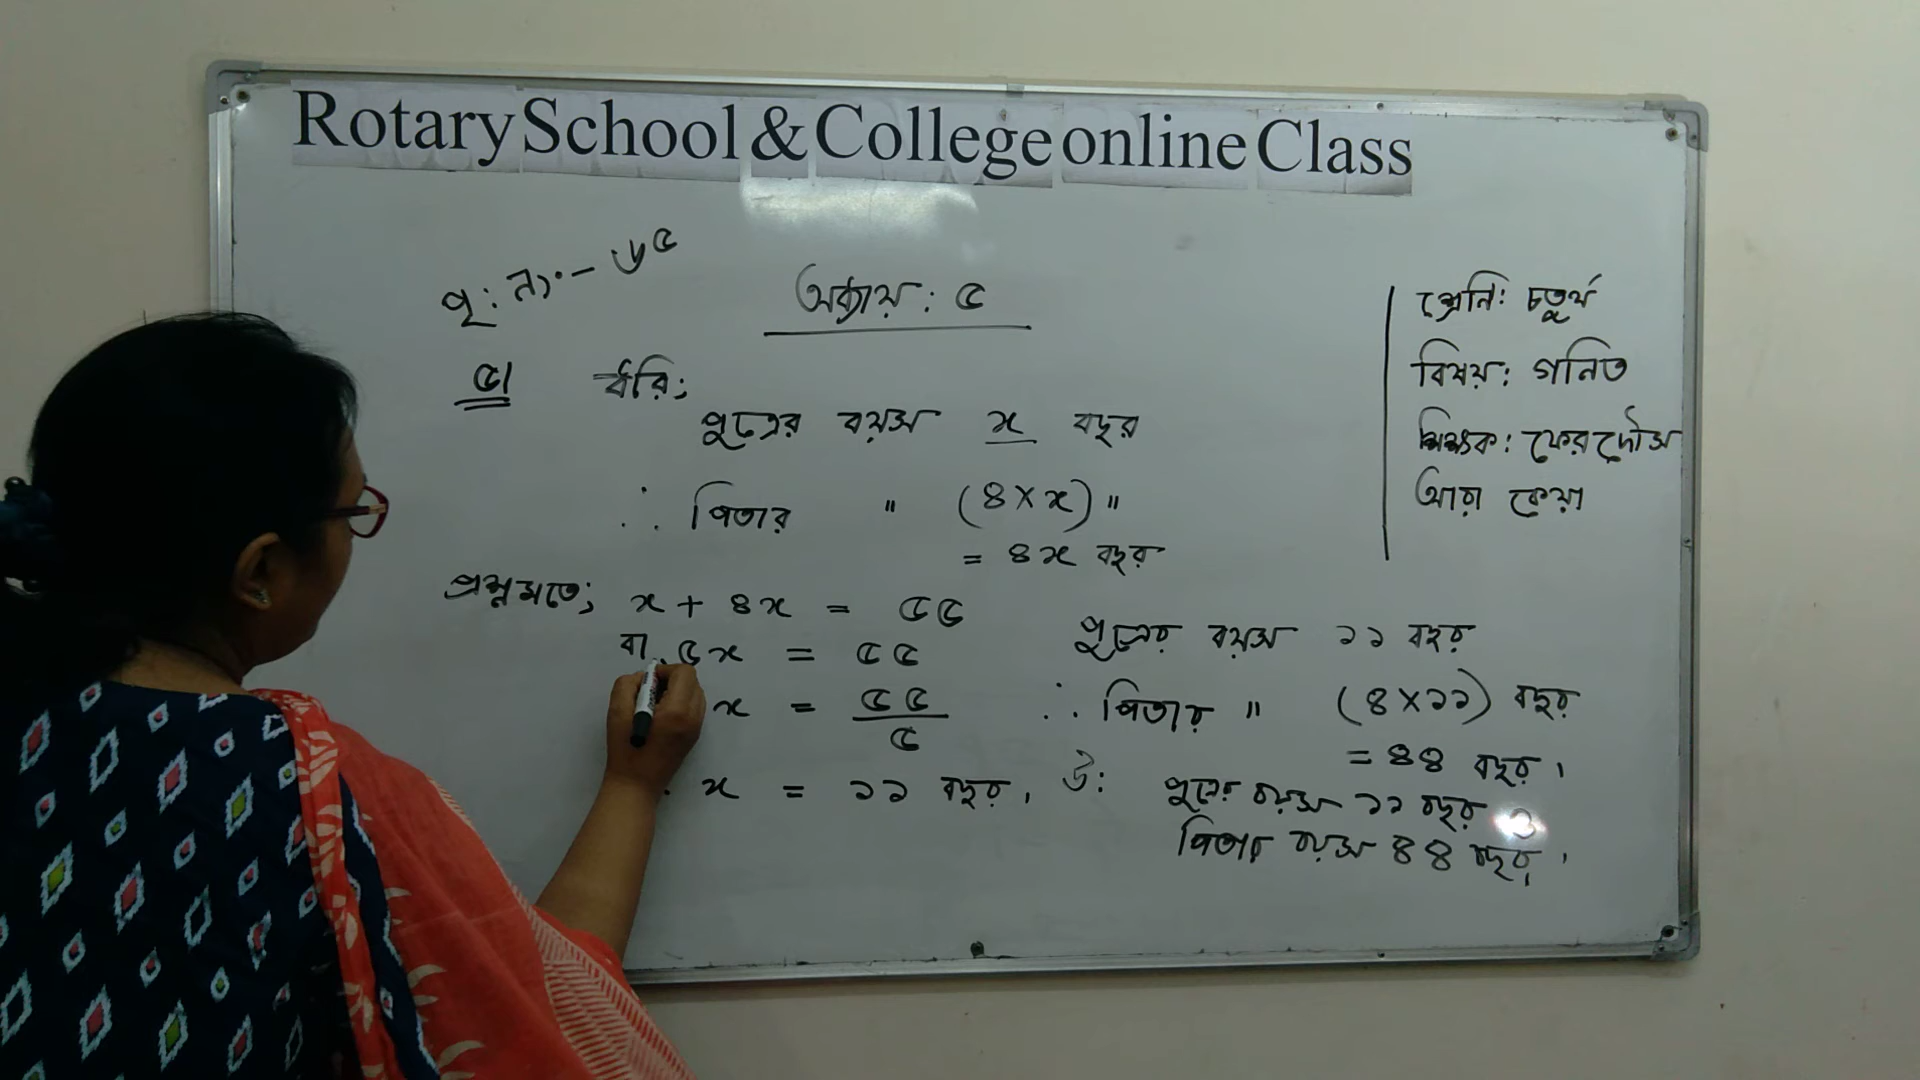 Rotary School & College online Class
পৃ: নং - ৬৫
অধ্যায় : ৫
৫। ধরি;
পুত্রের বয়স x বছর
∴ পিতার " (৪ × x) "
= ৪x বছর
প্রশ্নমতে; x + ৪x = ৫৫
বা, ৫x = ৫৫
x = ৫৫/৫
x = ১১ বছর,
পুত্রের বয়স ১১ বছর
∴ পিতার " (৪×১১) বছর
= ৪৪ বছর।
উ: পুত্রের বয়স ১১ বছর ও
পিতার বয়স ৪৪ বছর।
শ্রেনি: চতুর্থ
বিষয়: গনিত
শিক্ষক: ফেরদৌস
আরা কেয়া